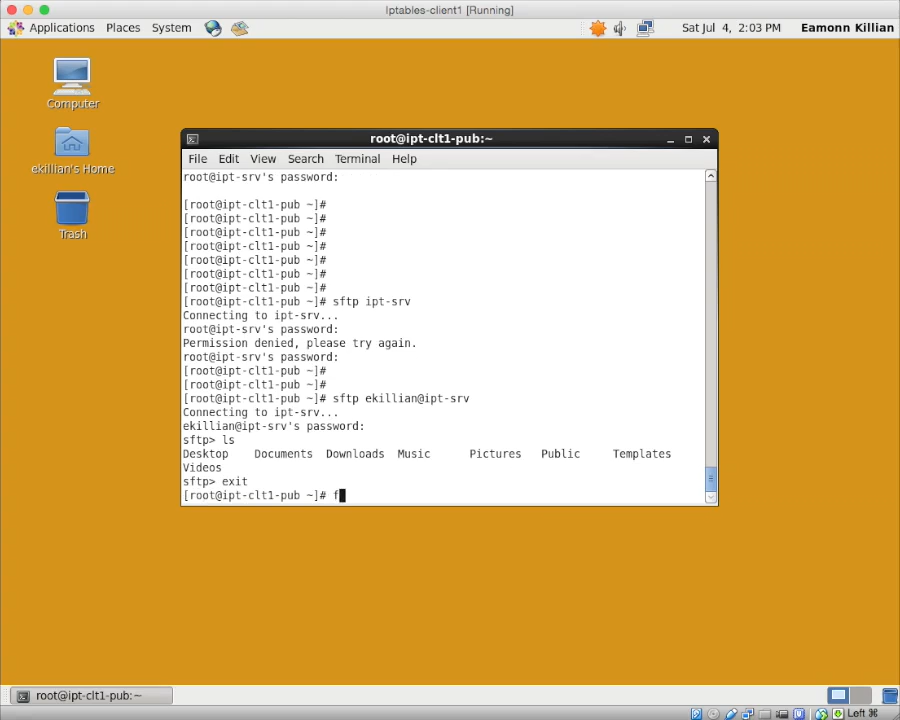 Iptables-client1 [Running]
Applications Places System Sat Jul 4, 2:03 PM Eamonn Killian
Computer
ekillian's Home
Trash
root@ipt-clt1-pub:~
File Edit View Search Terminal Help
root@ipt-srv's password:
[root@ipt-clt1-pub ~]#
[root@ipt-clt1-pub ~]#
[root@ipt-clt1-pub ~]#
[root@ipt-clt1-pub ~]#
[root@ipt-clt1-pub ~]#
[root@ipt-clt1-pub ~]#
[root@ipt-clt1-pub ~]#
[root@ipt-clt1-pub ~]# sftp ipt-srv
Connecting to ipt-srv...
root@ipt-srv's password:
Permission denied, please try again.
root@ipt-srv's password:
[root@ipt-clt1-pub ~]#
[root@ipt-clt1-pub ~]#
[root@ipt-clt1-pub ~]# sftp ekillian@ipt-srv
Connecting to ipt-srv...
ekillian@ipt-srv's password:
sftp> ls
Desktop Documents Downloads Music Pictures Public Templates
Videos
sftp> exit
[root@ipt-clt1-pub ~]# f
root@ipt-clt1-pub:~
Left ⌘